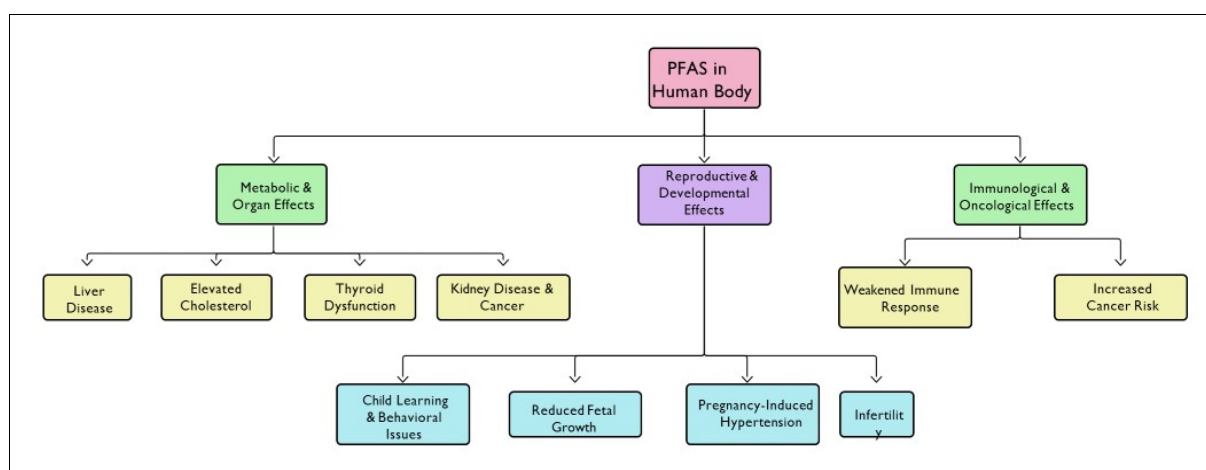 PFAS in
Human Body
Metabolic &
Organ Effects
Reproductive &
Developmental
Effects
Immunological &
Oncological Effects
Liver
Disease
Elevated
Cholesterol
Thyroid
Dysfunction
Kidney Disease &
Cancer
Weakened Immune
Response
Increased
Cancer Risk
Child Learning
& Behavioral
Issues
Reduced Fetal
Growth
Pregnancy-Induced
Hypertension
Infertilit
y